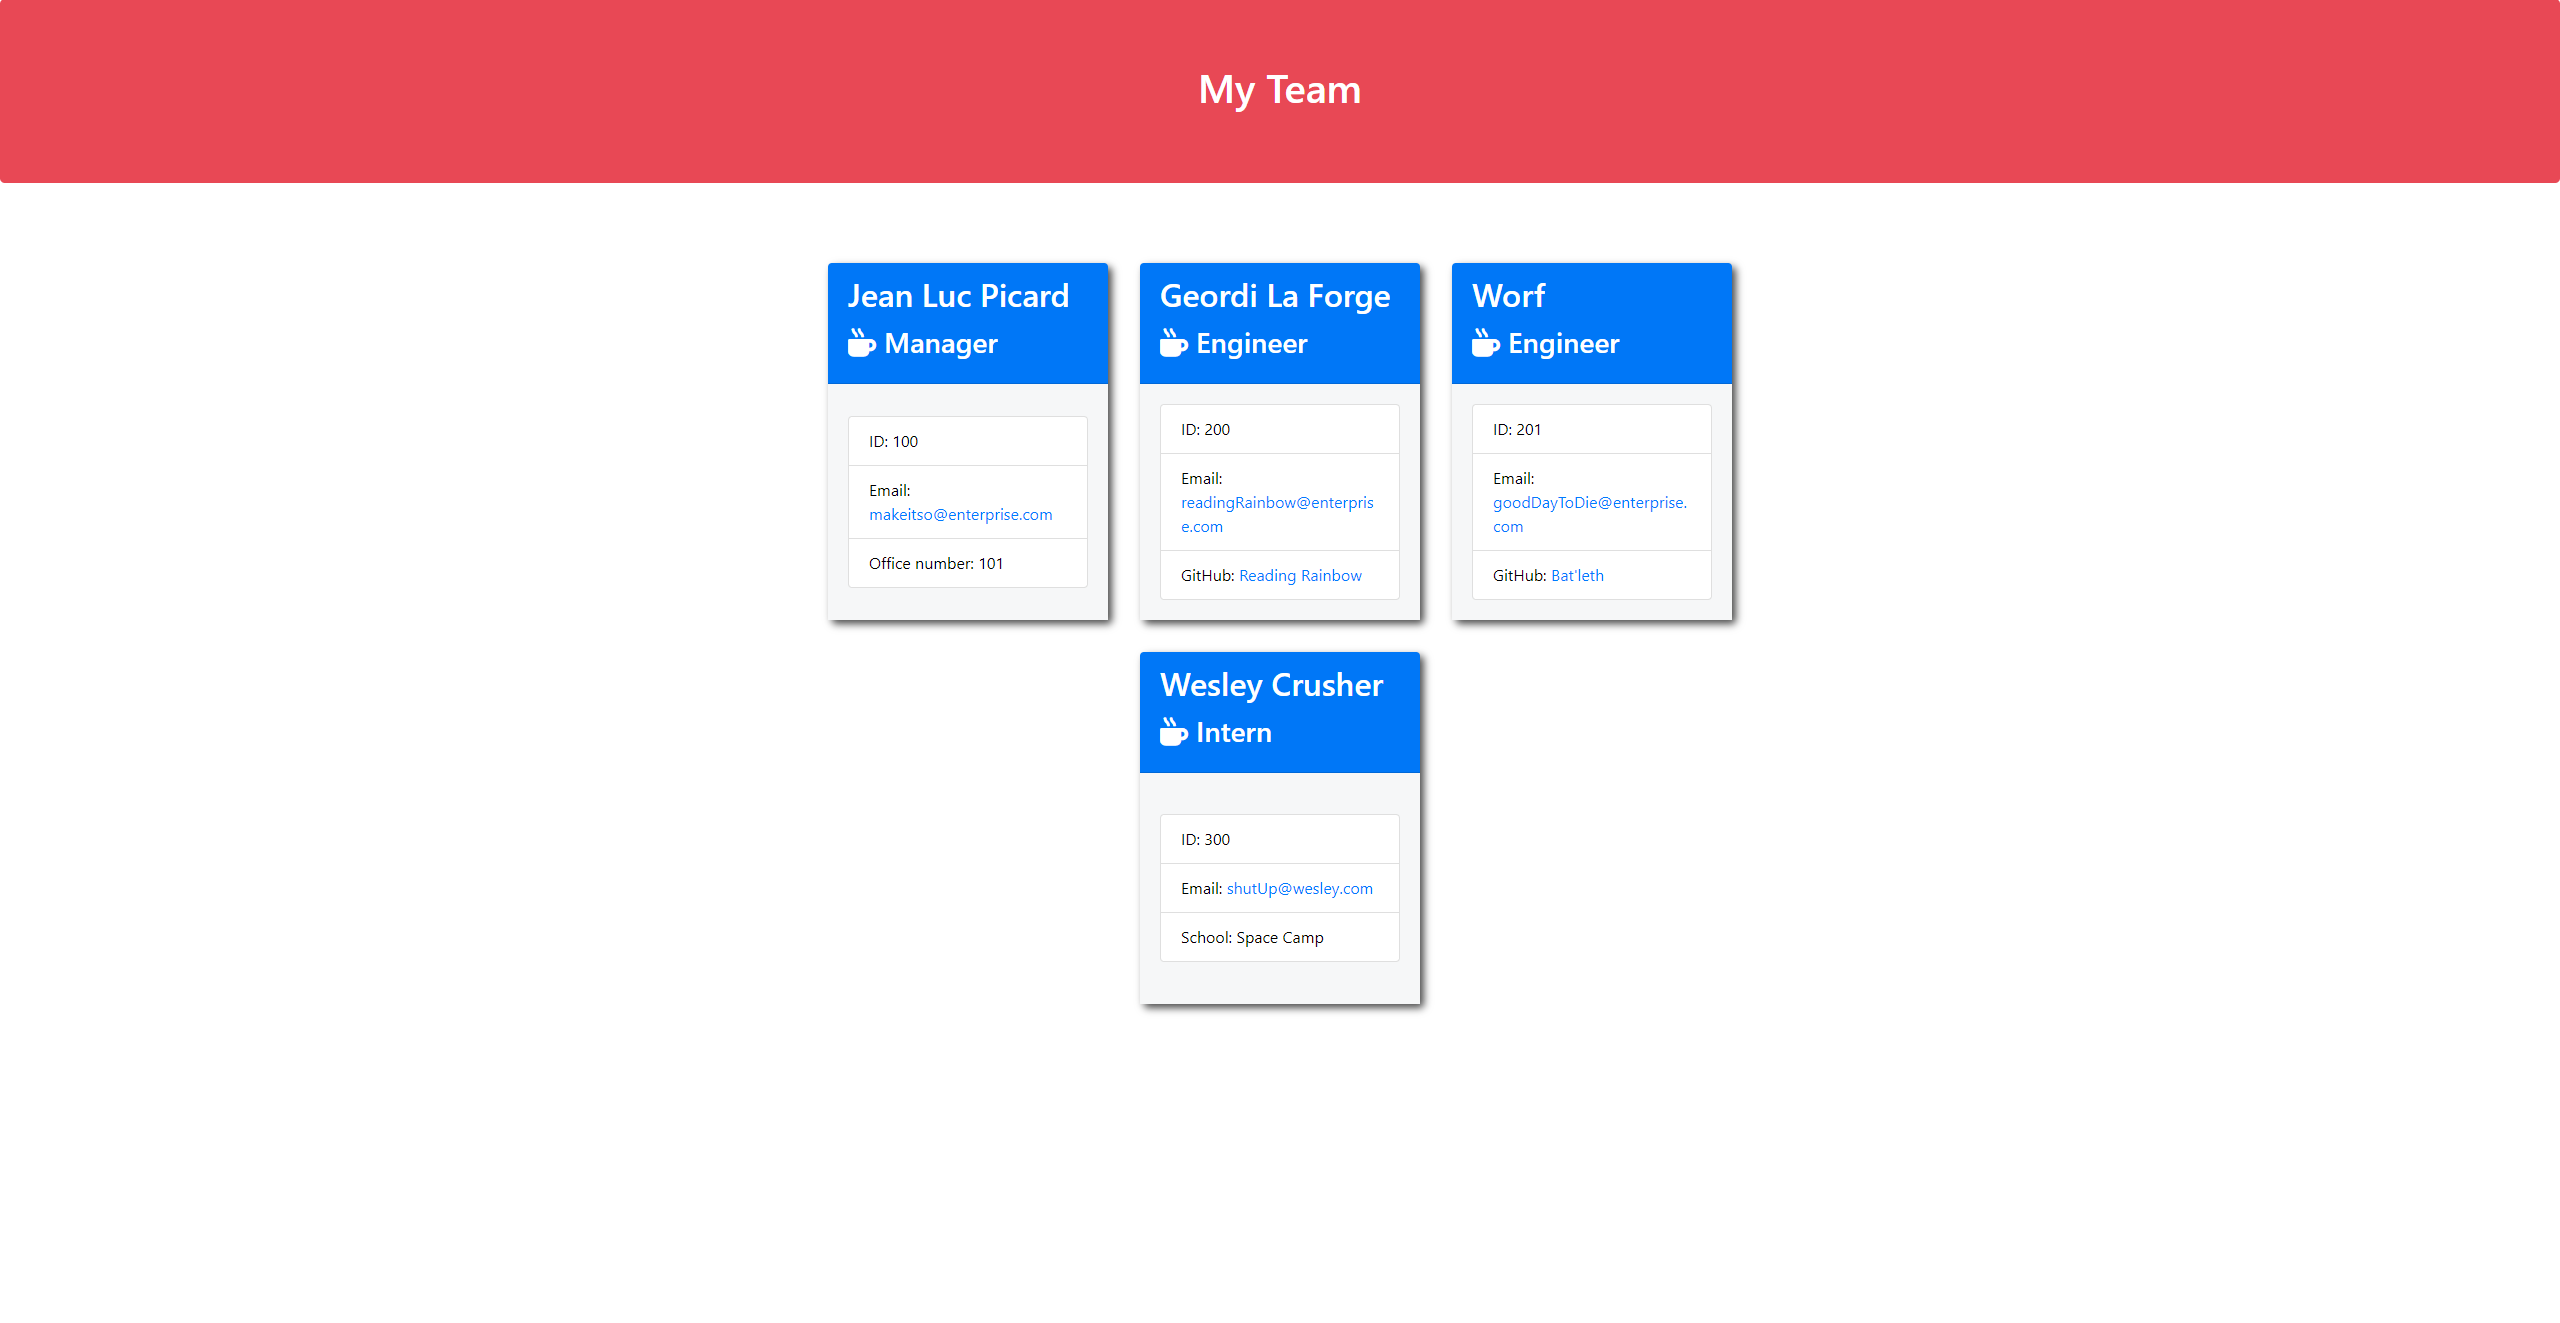 My Team
Jean Luc Picard
Manager
ID: 100
Email:
makeitso@enterprise.com
Office number: 101
Geordi La Forge
Engineer
ID: 200
Email:
readingRainbow@enterpris
e.com
GitHub: Reading Rainbow
Worf
Engineer
ID: 201
Email:
goodDayToDie@enterprise.
com
GitHub: Bat'leth
Wesley Crusher
Intern
ID: 300
Email: shutUp@wesley.com
School: Space Camp